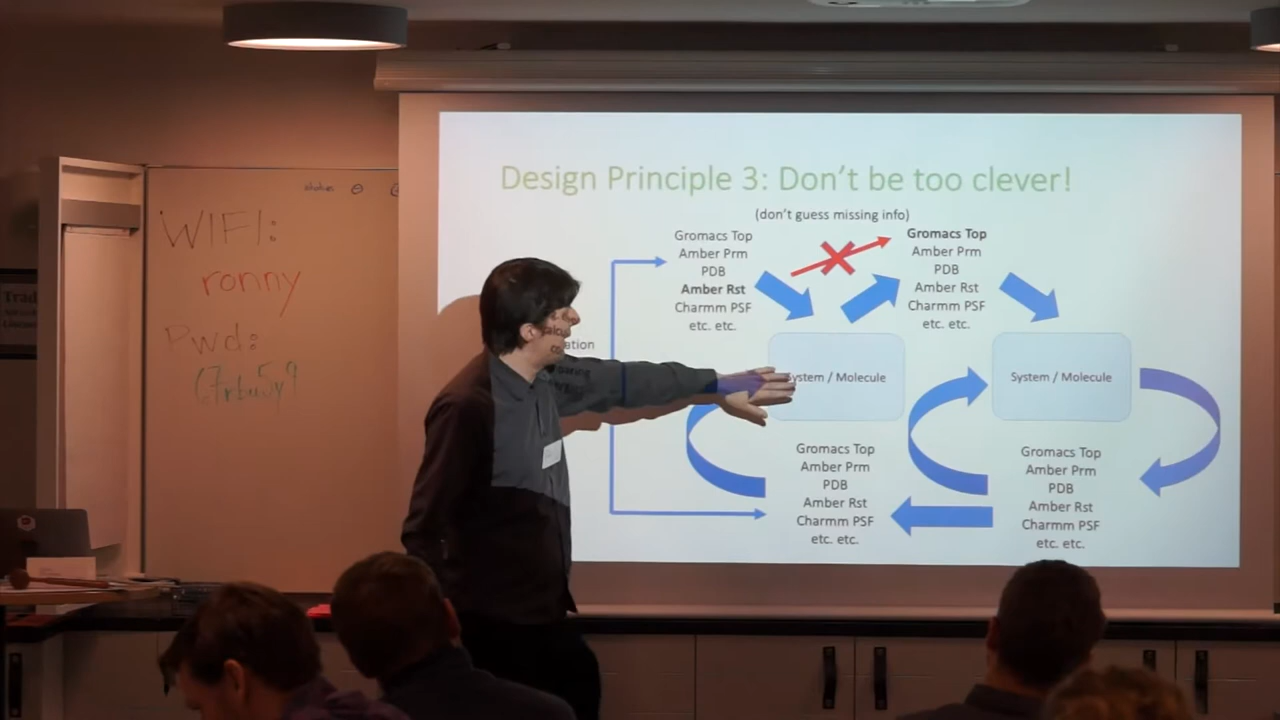 WIFI:
ronny
Pwd:
Trad
Design Principle 3: Don't be too clever!
(don't guess missing info)
Gromacs Top
Amber Prm
PDB
Amber Rst
Charmm PSF
etc. etc.
Gromacs Top
Amber Prm
PDB
Amber Rst
Charmm PSF
etc. etc.
System / Molecule
System / Molecule
Gromacs Top
Amber Prm
PDB
Amber Rst
Charmm PSF
etc. etc.
Gromacs Top
Amber Prm
PDB
Amber Rst
Charmm PSF
etc. etc.